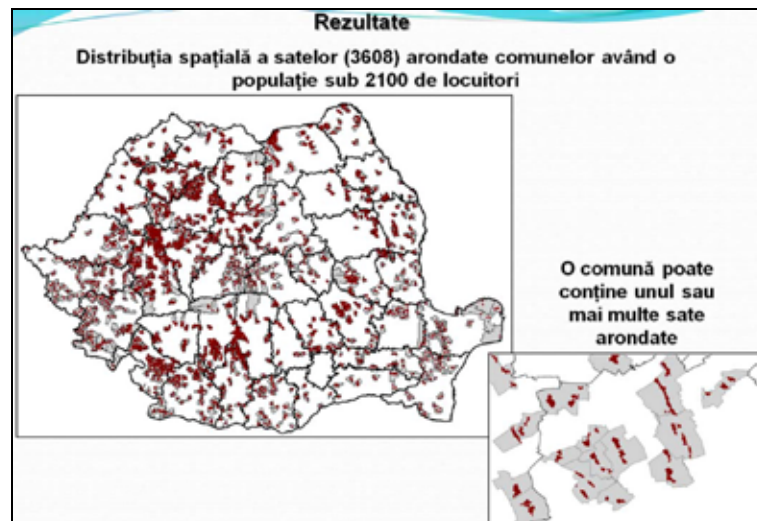 Rezultate
Distribuția spațială a satelor (3608) arondate comunelor având o
populație sub 2100 de locuitori
O comună poate
conține unul sau
mai multe sate
arondate